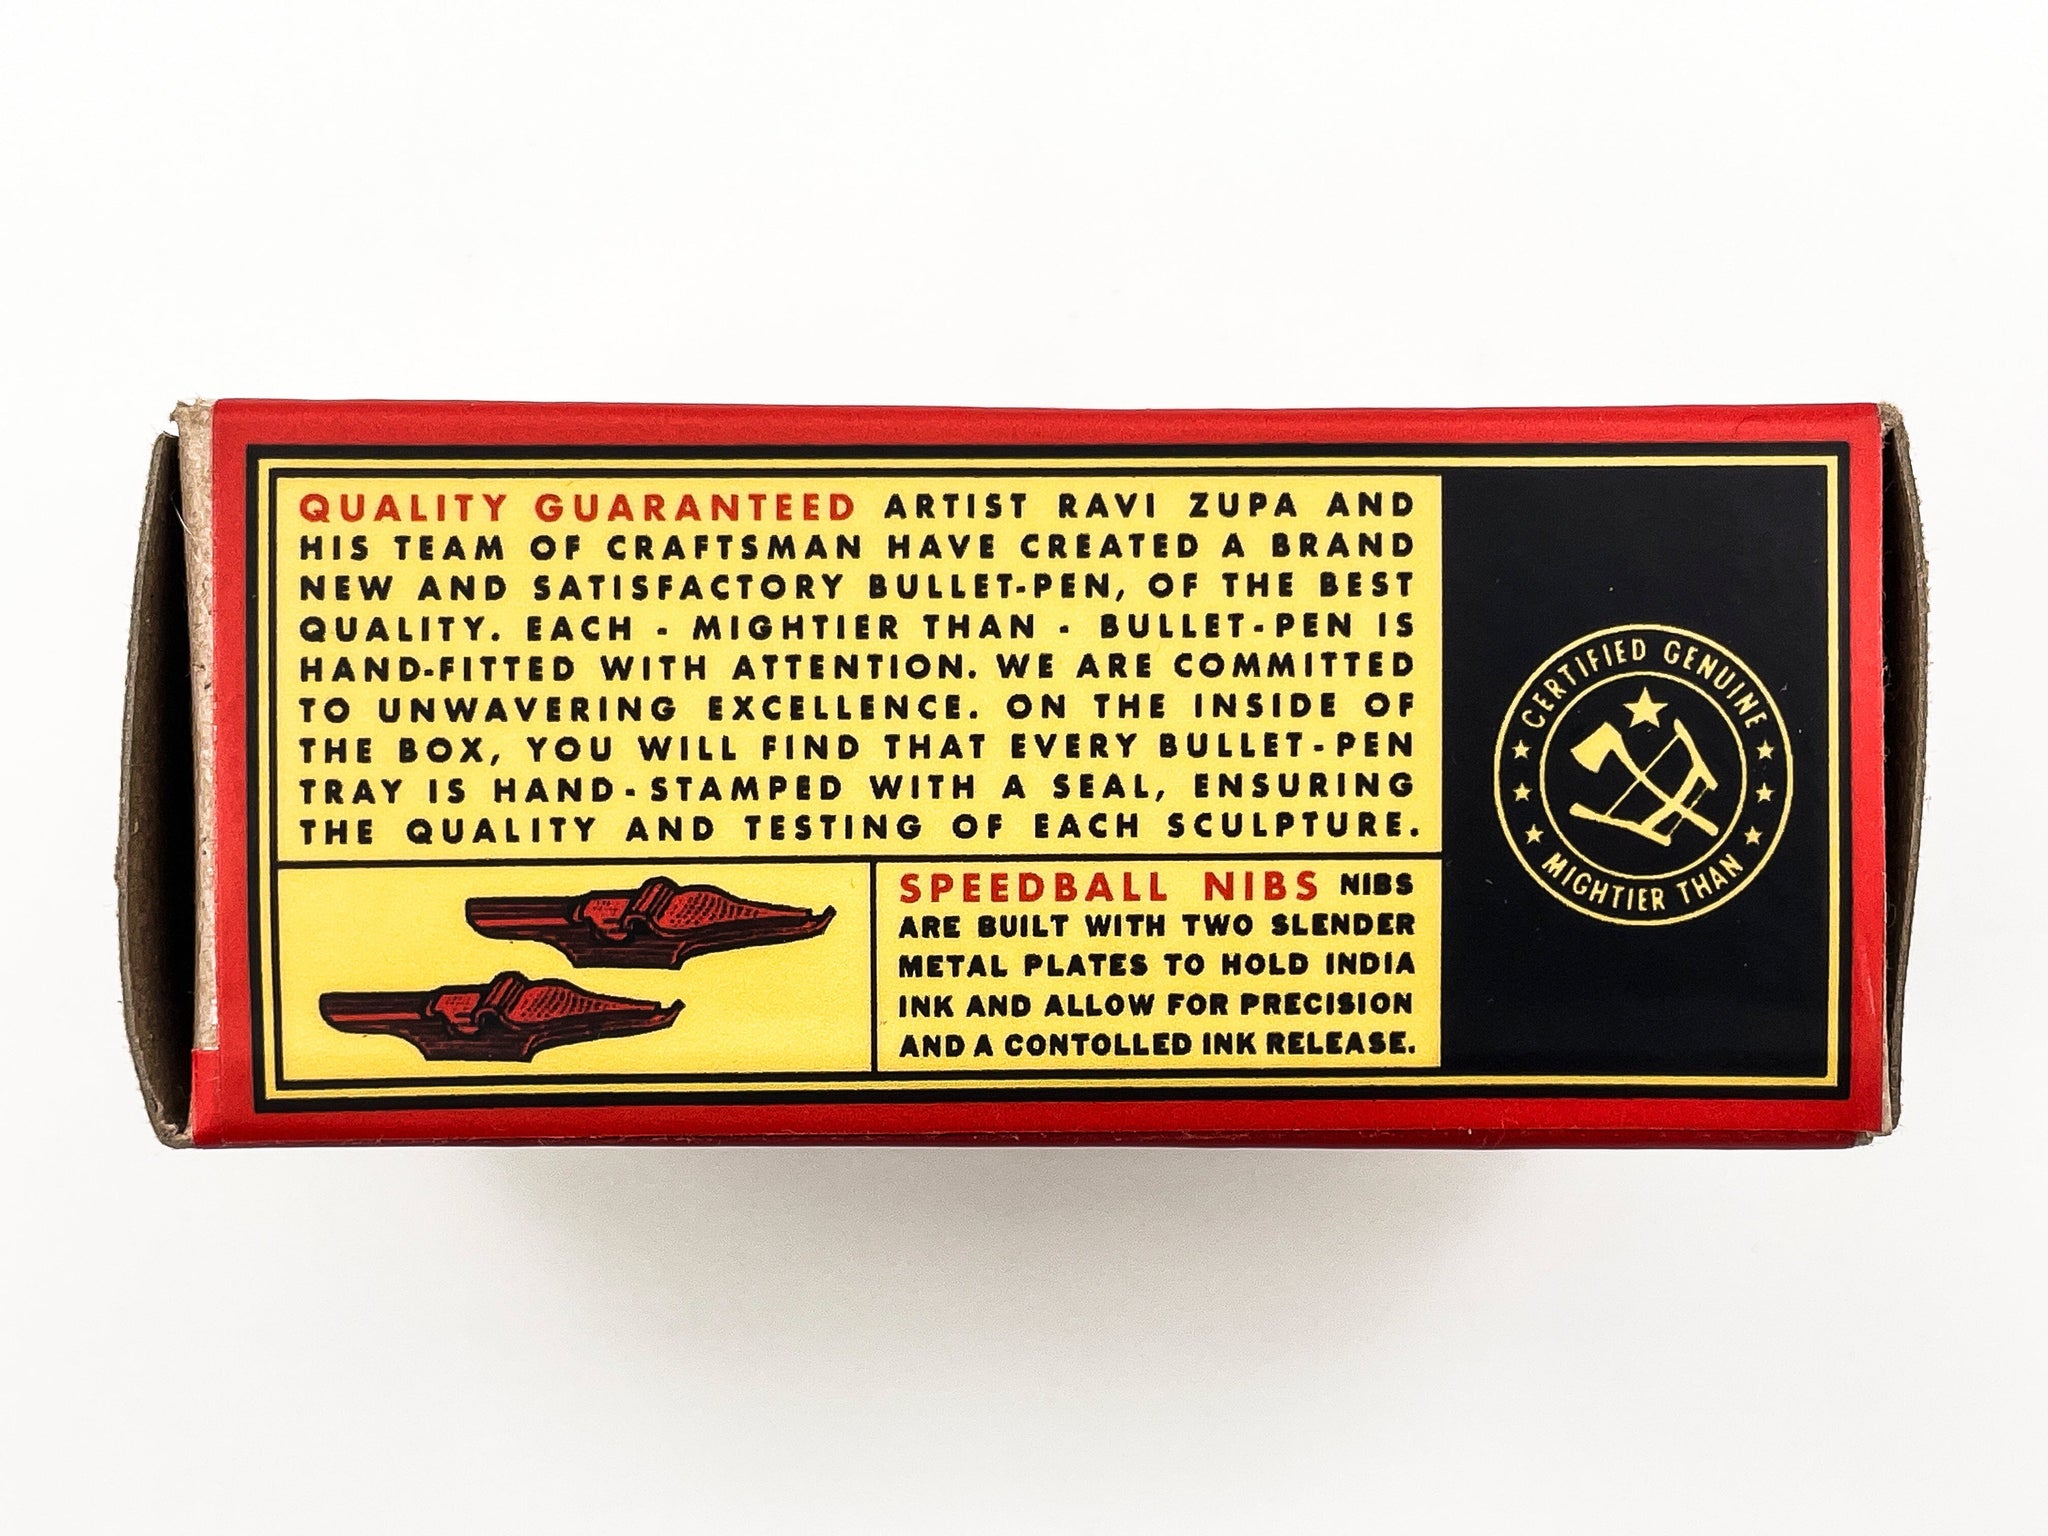 QUALITY GUARANTEED ARTIST RAVI ZUPA AND
HIS TEAM OF CRAFTSMAN HAVE CREATED A BRAND
NEW AND SATISFACTORY BULLET-PEN, OF THE BEST
QUALITY. EACH - MIGHTIER THAN - BULLET-PEN IS
HAND-FITTED WITH ATTENTION. WE ARE COMMITTED
TO UNWAVERING EXCELLENCE. ON THE INSIDE OF
THE BOX, YOU WILL FIND THAT EVERY BULLET-PEN
TRAY IS HAND-STAMPED WITH A SEAL, ENSURING
THE QUALITY AND TESTING OF EACH SCULPTURE.
SPEEDBALL NIBS NIBS
ARE BUILT WITH TWO SLENDER
METAL PLATES TO HOLD INDIA
INK AND ALLOW FOR PRECISION
AND A CONTOLLED INK RELEASE.
CERTIFIED GENUINE
MIGHTIER THAN